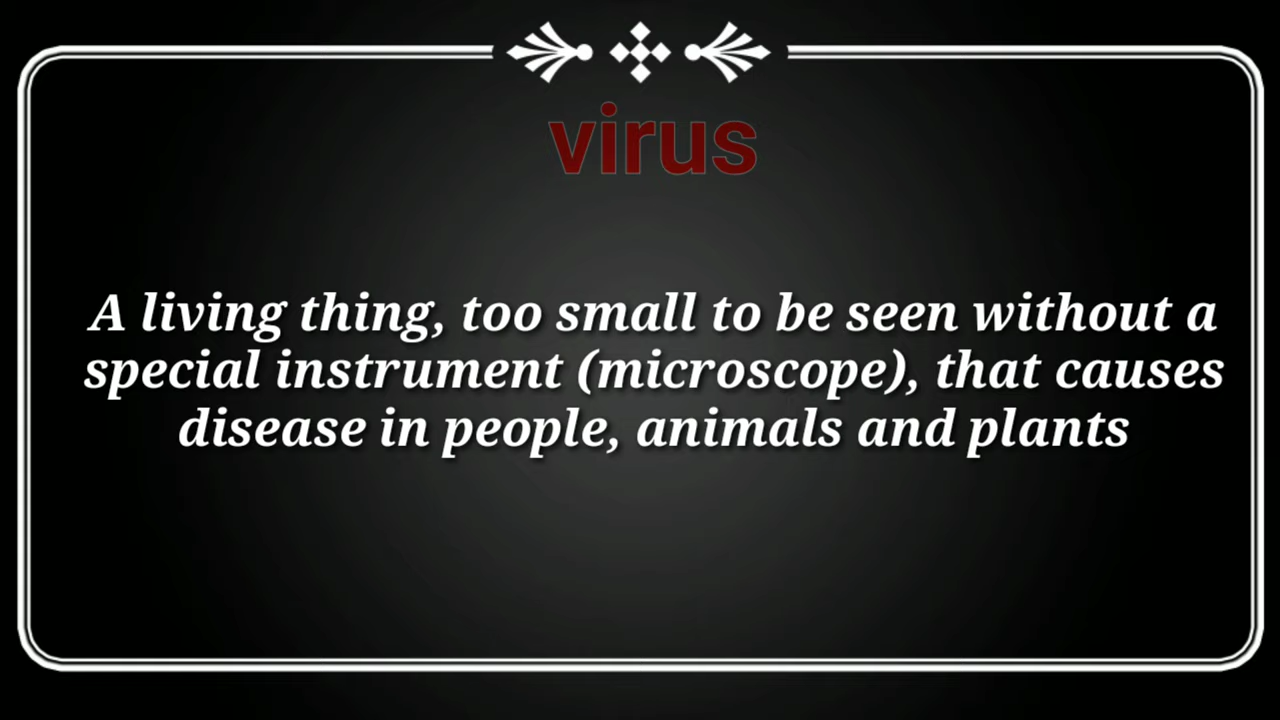 virus
A living thing, too small to be seen without a
special instrument (microscope), that causes
disease in people, animals and plants